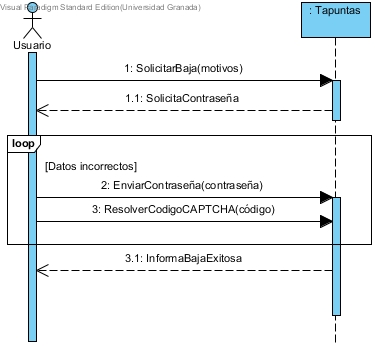 Visual Paradigm Standard Edition(Universidad Granada)
: Tapuntas
Usuario
1: SolicitarBaja(motivos)
1.1: SolicitaContraseña
loop
[Datos incorrectos]
2: EnviarContraseña(contraseña)
3: ResolverCodigoCAPTCHA(código)
3.1: InformaBajaExitosa